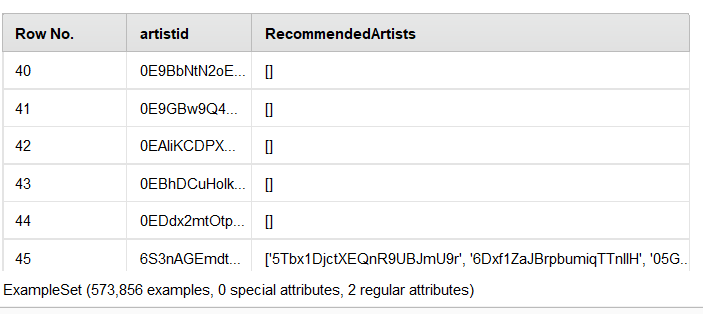 Row No. artistid RecommendedArtists
40 0E9BbNtN2oE... []
41 0E9GBw9Q4... []
42 0EAliKCDPX... []
43 0EBhDCuHolk... []
44 0EDdx2mtOtp... []
45 6S3nAGEmdt... ['5Tbx1DjctXEQnR9UBJmU9r', '6Dxf1ZaJBrpbumiqTTnllH', '05G...
ExampleSet (573,856 examples, 0 special attributes, 2 regular attributes)